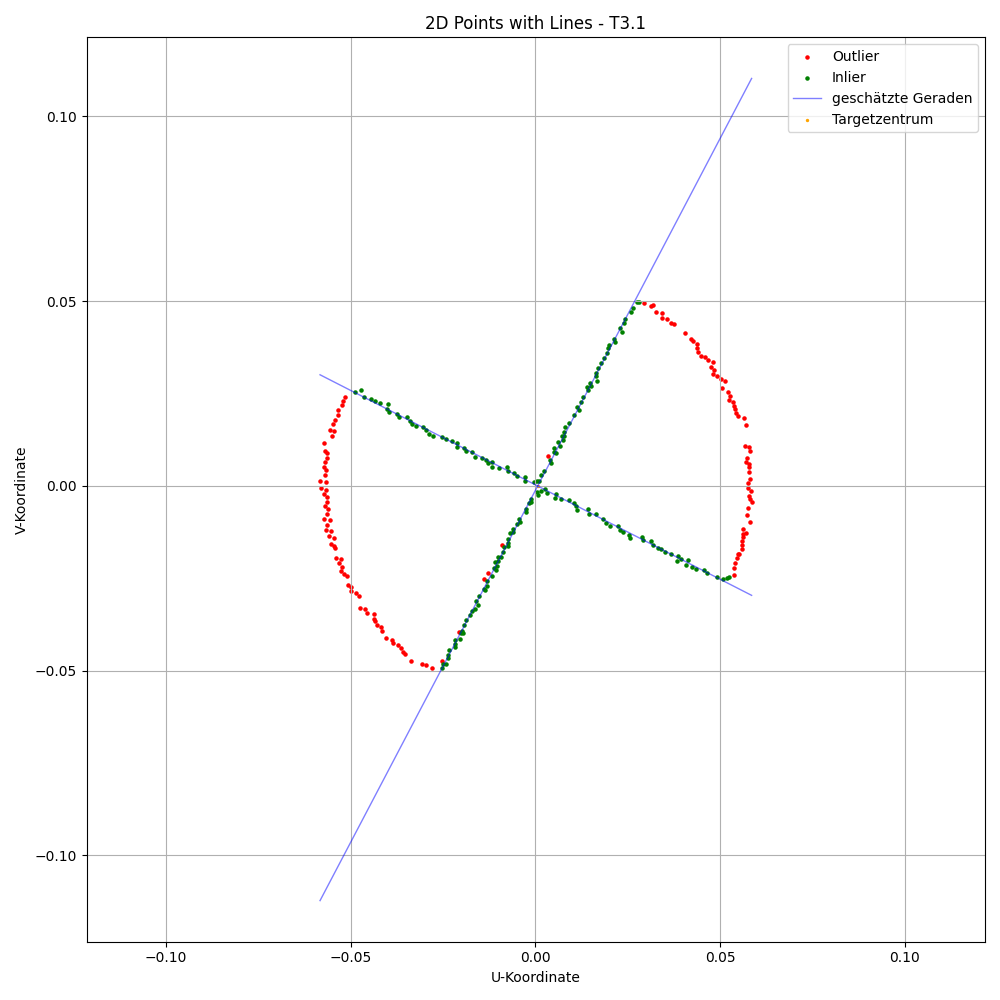 2D Points with Lines - T3.1
Outlier
Inlier
geschätzte Geraden
Targetzentrum
0.10
0.05
0.00
−0.05
−0.10
V-Koordinate
−0.10
−0.05
0.00
0.05
0.10
U-Koordinate